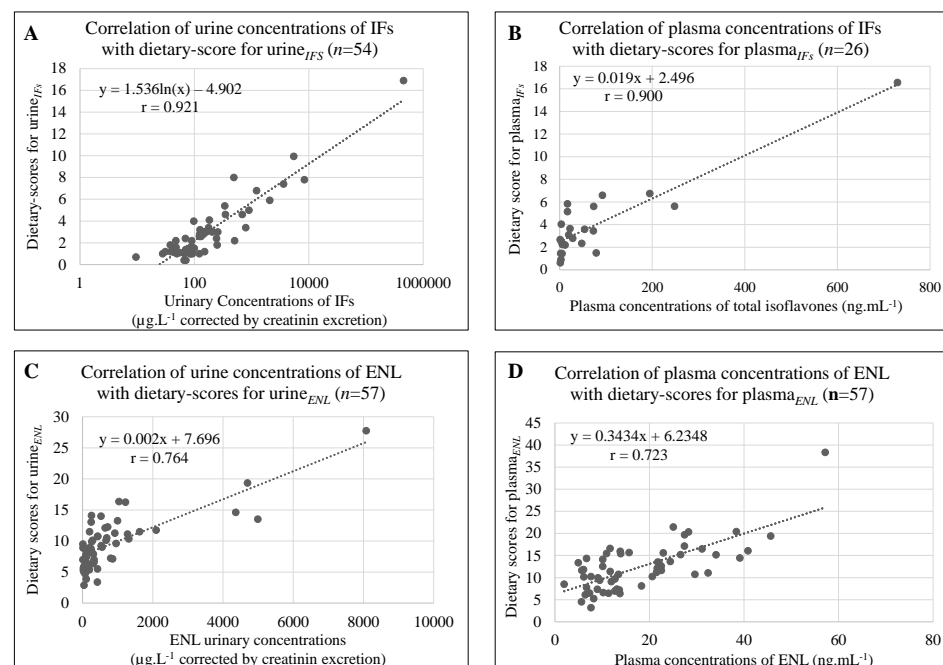 A
Correlation of urine concentrations of IFs
with dietary-score for urineIFS (n=54)
y = 1.536ln(x) – 4.902
r = 0.921
Dietary-scores for urineIFs
18
16
14
12
10
8
6
4
2
0
1 100 10000 1000000
Urinary Concentrations of IFs
(µg.L-1 corrected by creatinin excretion)
B
Correlation of plasma concentrations of IFs
with dietary-scores for plasmaIFs (n=26)
y = 0.019x + 2.496
r = 0.900
Dietary score for plasmaIFs
18
16
14
12
10
8
6
4
2
0
0 200 400 600 800
Plasma concentrations of total isoflavones (ng.mL-1)
C
Correlation of urine concentrations of ENL
with dietary-scores for urineENL (n=57)
y = 0.002x + 7.696
r = 0.764
Dietary scores for urineENL
30
25
20
15
10
5
0
0 2000 4000 6000 8000 10000
ENL urinary concentrations
(µg.L-1 corrected by creatinin excretion)
D
Correlation of plasma concentrations of ENL
with dietary-scores for plasmaENL (n=57)
y = 0.3434x + 6.2348
r = 0.723
Dietary scores for plasmaENL
45
40
35
30
25
20
15
10
5
0
0 20 40 60 80
Plasma concentrations of ENL (ng.mL-1)